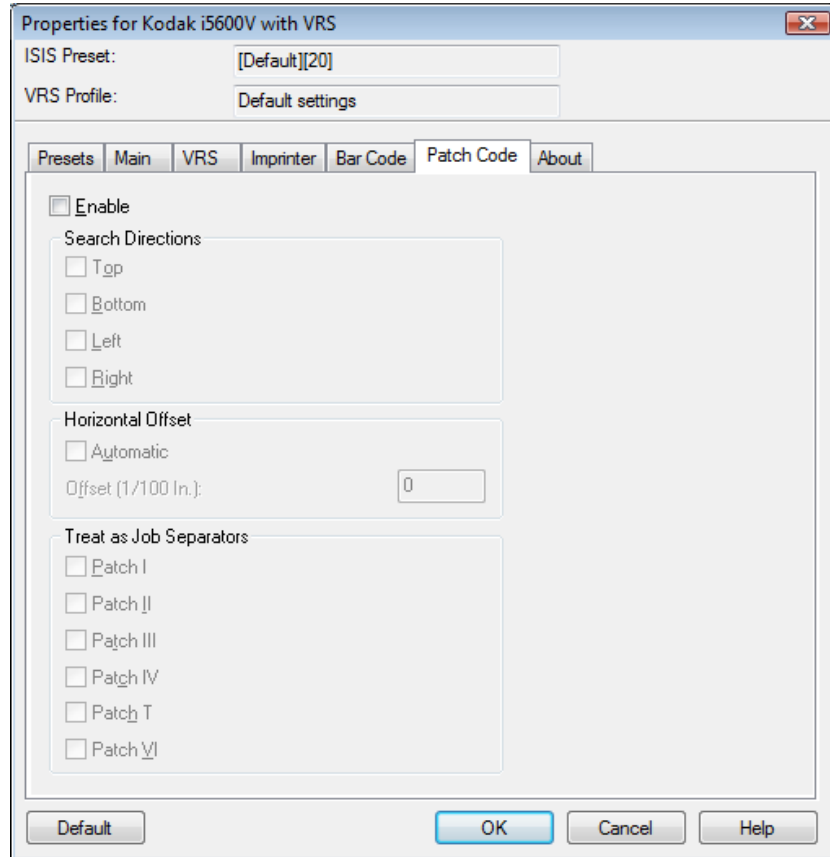 Properties for Kodak i5600V with VRS
ISIS Preset: [Default][20]
VRS Profile: Default settings
Presets Main VRS Imprinter Bar Code Patch Code About
Enable
Search Directions
Top
Bottom
Left
Right
Horizontal Offset
Automatic
Offset (1/100 In.): 0
Treat as Job Separators
Patch I
Patch II
Patch III
Patch IV
Patch T
Patch VI
Default OK Cancel Help